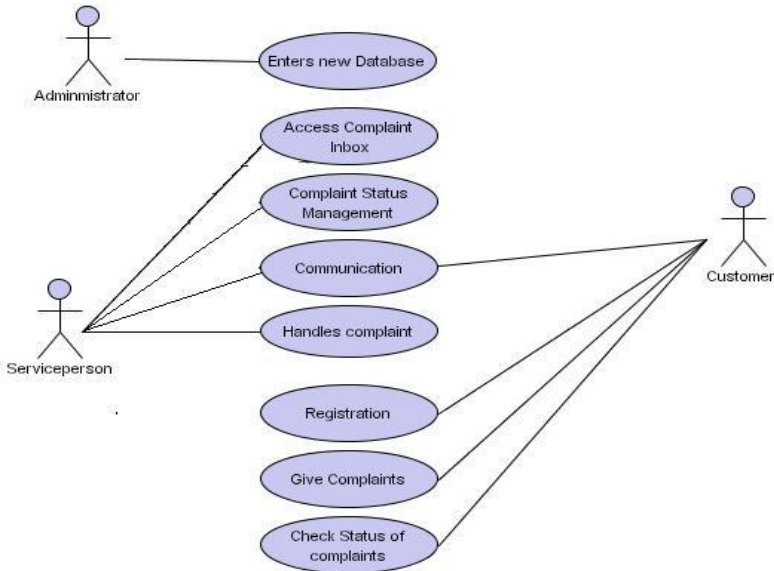 Enters new Database
Adminmistrator
Access Complaint
Inbox
Complaint Status
Management
Communication
Customer
Handles complaint
Serviceperson
Registration
Give Complaints
Check Status of
complaints